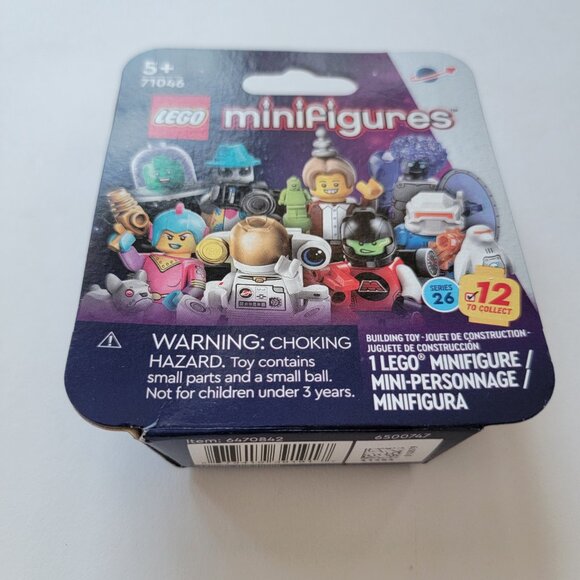 5+
71046
LEGO minifigures™
SERIES
26
12
TO COLLECT
WARNING: CHOKING
HAZARD. Toy contains
small parts and a small ball.
Not for children under 3 years.
BUILDING TOY • JOUET DE CONSTRUCTION •
JUGUETE DE CONSTRUCCIÓN
1 LEGO® MINIFIGURE /
MINI-PERSONNAGE /
MINIFIGURA
Item: 6470842
6500747